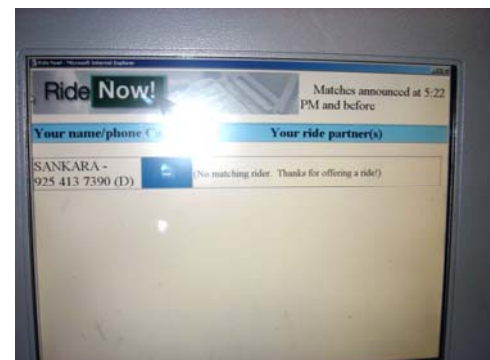 Ride Now!
Matches announced at 5:22
PM and before
Your name/phone
Your ride partner(s)
SANKARA -
925 413 7390 (D)
(No matching rider. Thanks for offering a ride!)